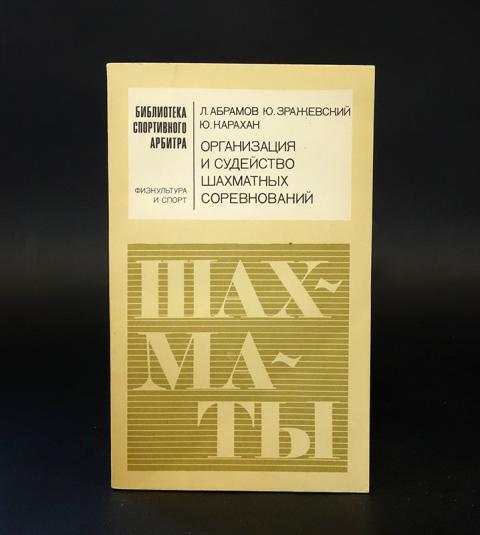 БИБЛИОТЕКА
СПОРТИВНОГО
АРБИТРА
ФИЗКУЛЬТУРА
И СПОРТ
Л. АБРАМОВ Ю. ЗРАЖЕВСКИЙ
Ю. КАРАХАН
ОРГАНИЗАЦИЯ
И СУДЕЙСТВО
ШАХМАТНЫХ
СОРЕВНОВАНИЙ
ШАХ~
МА~
ТЫ